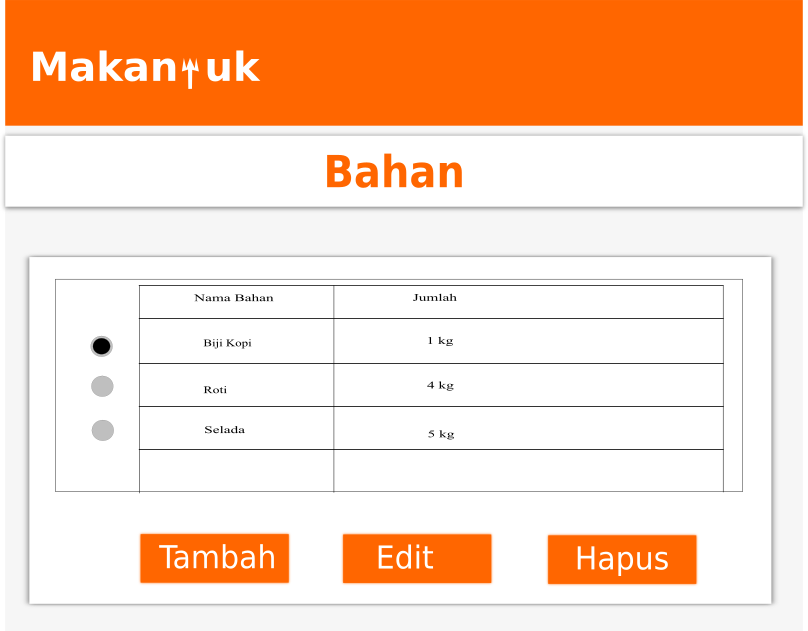 Makan uk
Bahan
Nama Bahan Jumlah
Biji Kopi 1 kg
Roti 4 kg
Selada 5 kg
Tambah Edit Hapus